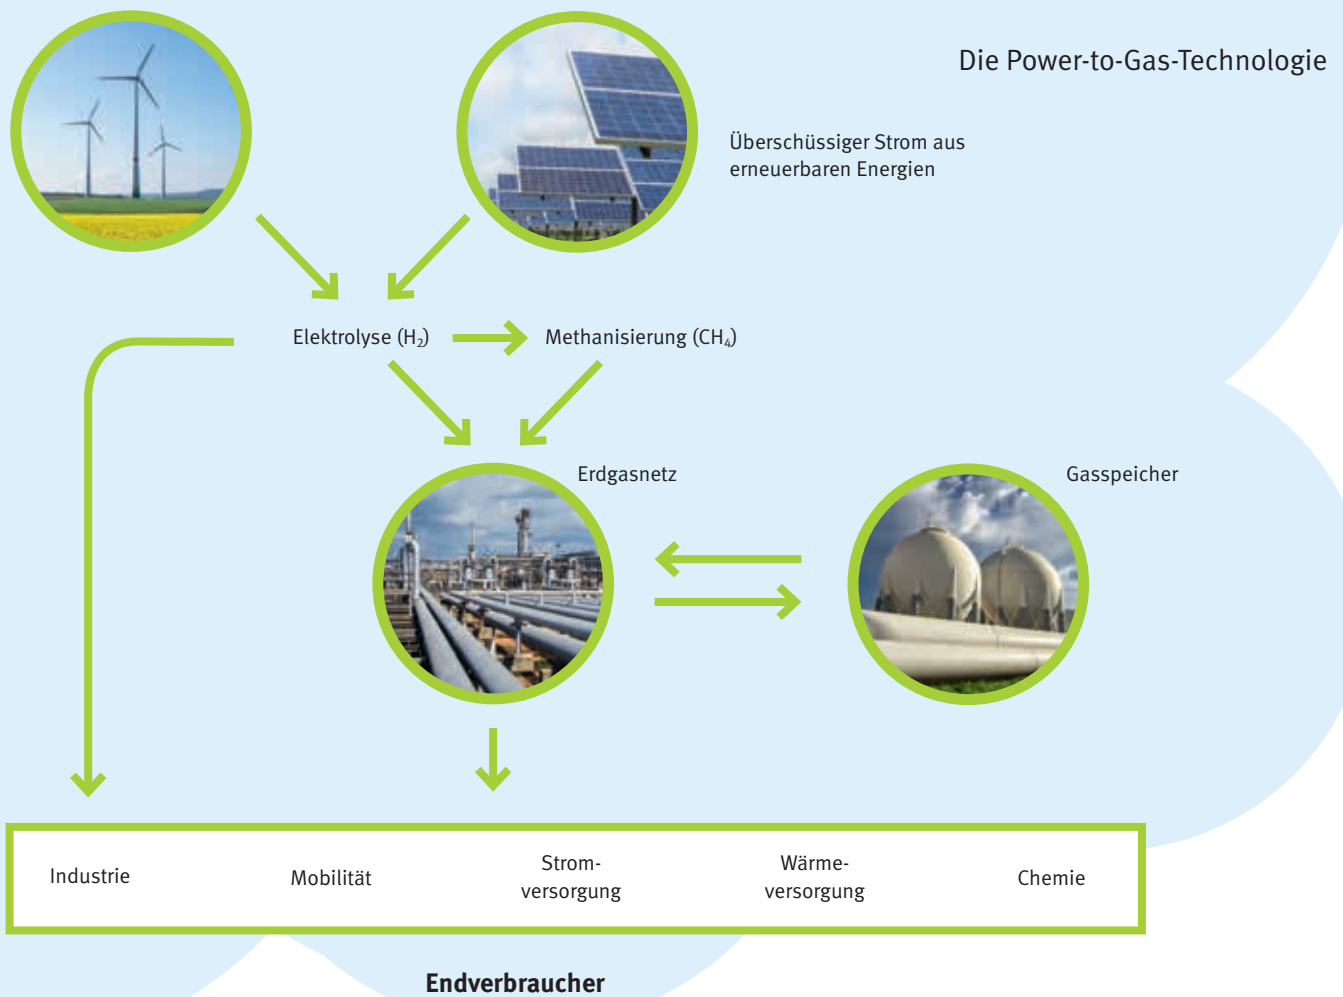 Die Power-to-Gas-Technologie
Überschüssiger Strom aus
erneuerbaren Energien
Elektrolyse (H₂)
Methanisierung (CH₄)
Erdgasnetz
Gasspeicher
Industrie
Mobilität
Strom-
versorgung
Wärme-
versorgung
Chemie
Endverbraucher